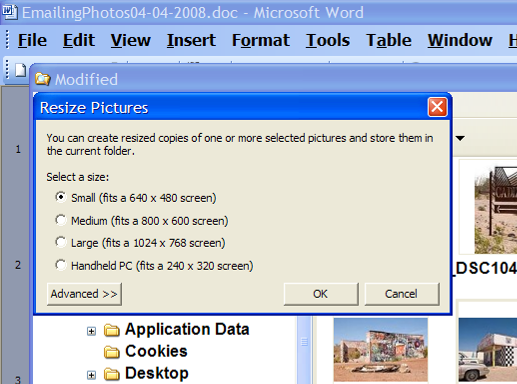 EmailingPhotos04-04-2008.doc - Microsoft Word
File Edit View Insert Format Tools Table Window H
Modified
Resize Pictures
You can create resized copies of one or more selected pictures and store them in
the current folder.
1
Select a size:
Small (fits a 640 x 480 screen)
Medium (fits a 800 x 600 screen)
Large (fits a 1024 x 768 screen)
2
Handheld PC (fits a 240 x 320 screen)
_DSC104
Advanced >>
OK
Cancel
Application Data
Cookies
3
Desktop